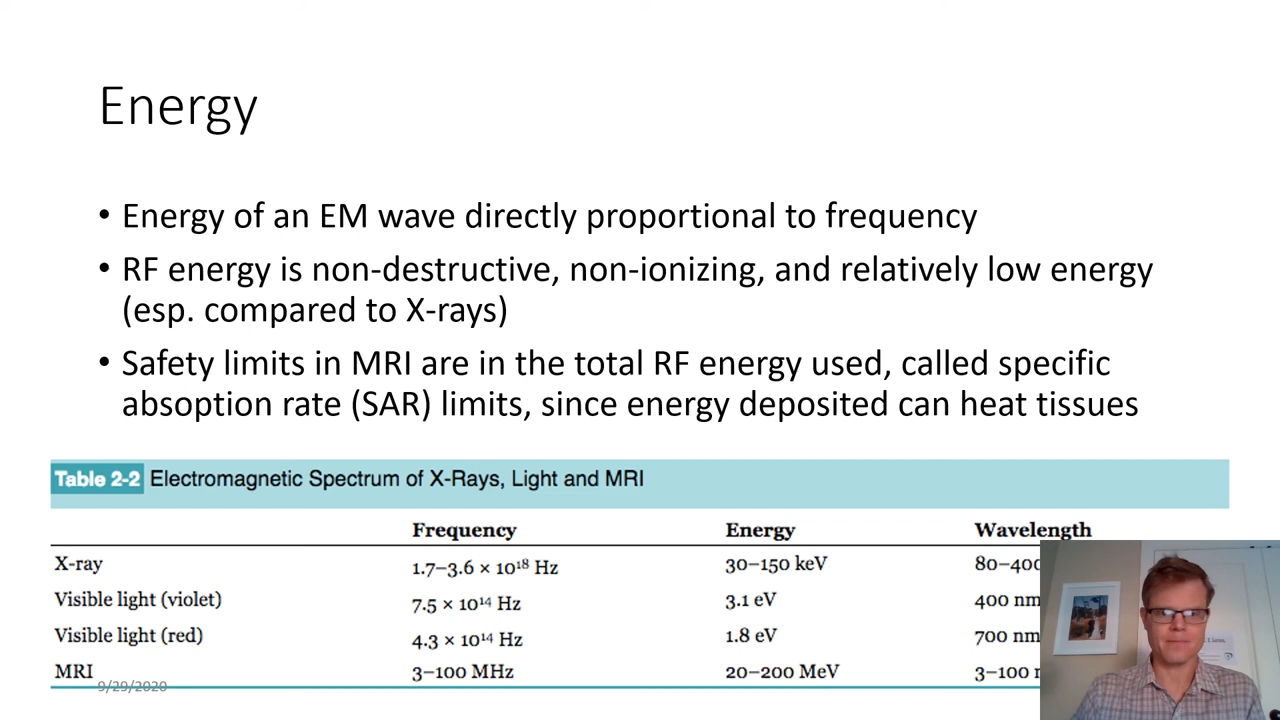 Energy
• Energy of an EM wave directly proportional to frequency
• RF energy is non-destructive, non-ionizing, and relatively low energy
(esp. compared to X-rays)
• Safety limits in MRI are in the total RF energy used, called specific
absoption rate (SAR) limits, since energy deposited can heat tissues
Table 2-2 Electromagnetic Spectrum of X-Rays, Light and MRI
Frequency Energy Wavelength
X-ray 1.7–3.6 × 10¹⁸ Hz 30–150 keV 80–400
Visible light (violet) 7.5 × 10¹⁴ Hz 3.1 eV 400 nm
Visible light (red) 4.3 × 10¹⁴ Hz 1.8 eV 700 nm
MRI 3–100 MHz 20–200 MeV 3–100
9/29/2020